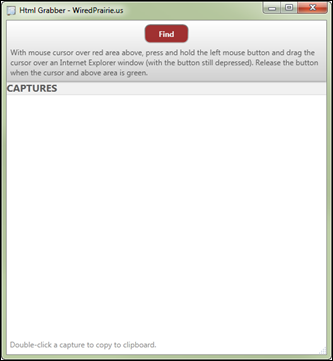 Html Grabber - WiredPrairie.us
Find
With mouse cursor over red area above, press and hold the left mouse button and drag the
cursor over an Internet Explorer window (with the button still depressed). Release the button
when the cursor and above area is green.
CAPTURES
Double-click a capture to copy to clipboard.